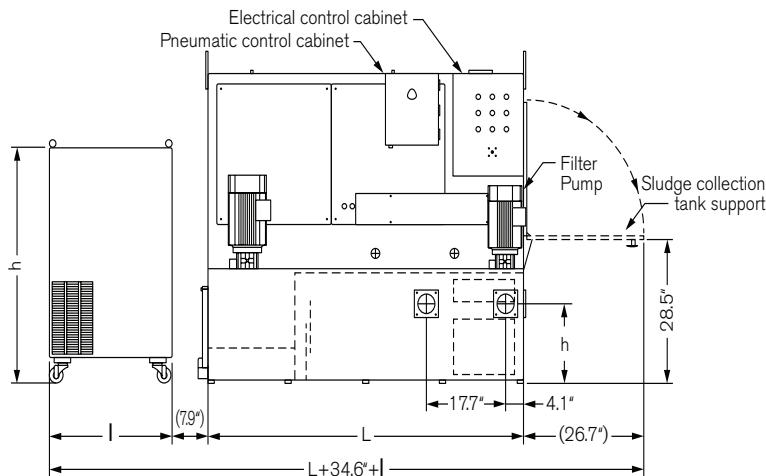 Electrical control cabinet
Pneumatic control cabinet
Filter
Pump
Sludge collection
tank support
h
28.5"
h
17.7"
4.1"
(7.9")
l
L
(26.7")
L+34.6"+l